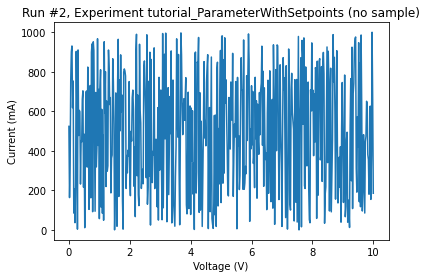 Run #2, Experiment tutorial_ParameterWithSetpoints (no sample)
1000
800
600
400
200
0
Current (mA)
0 2 4 6 8 10
Voltage (V)